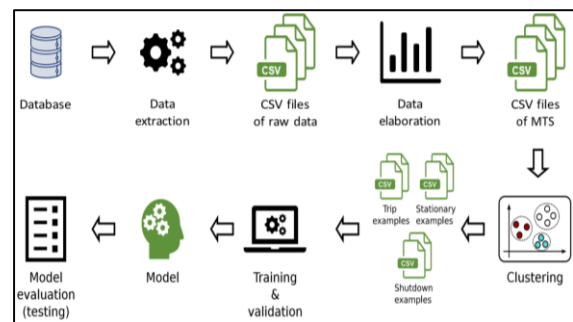 CSV
CSV
Database
Data
extraction
CSV files
of raw data
Data
elaboration
CSV files
of MTS
CSV
CSV
Trip
examples
Stationary
examples
CSV
Shutdown
examples
Model
evaluation
(testing)
Model
Training
&
validation
Clustering